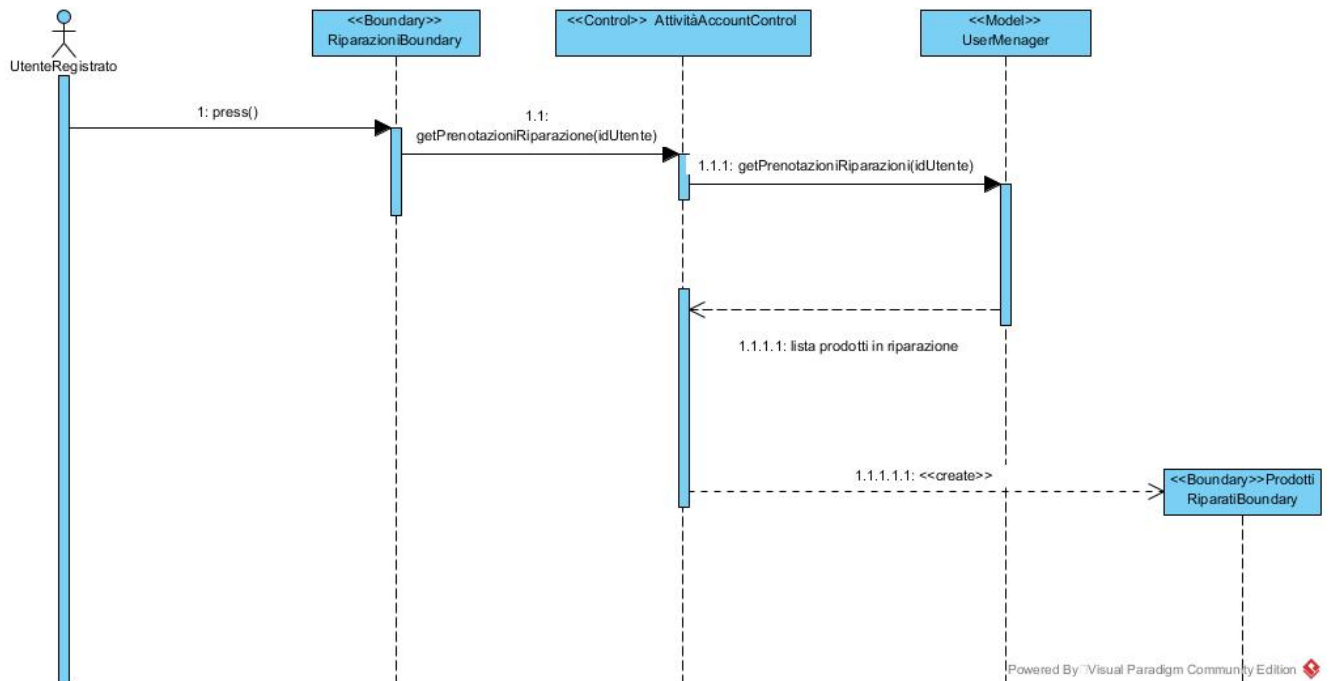 <<Boundary>>
RiparazioniBoundary
<<Control>> AttivitàAccountControl
<<Model>>
UserMenager
UtenteRegistrato
1: press()
1.1:
getPrenotazioniRiparazione(idUtente)
1.1.1: getPrenotazioniRiparazioni(idUtente)
1.1.1.1: lista prodotti in riparazione
1.1.1.1.1: <<create>>
<<Boundary>>Prodotti
RiparatiBoundary
Powered By Visual Paradigm Community Edition